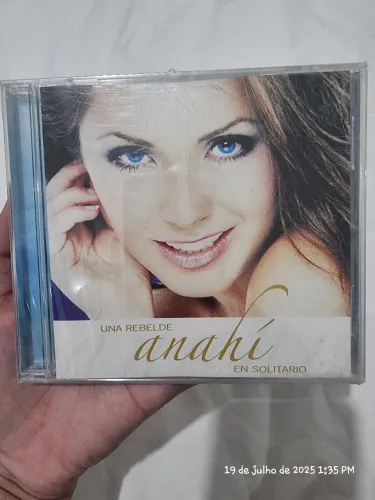 UNA REBELDE
anahí
EN SOLITARIO
19 de julho de 2025 1:35 PM